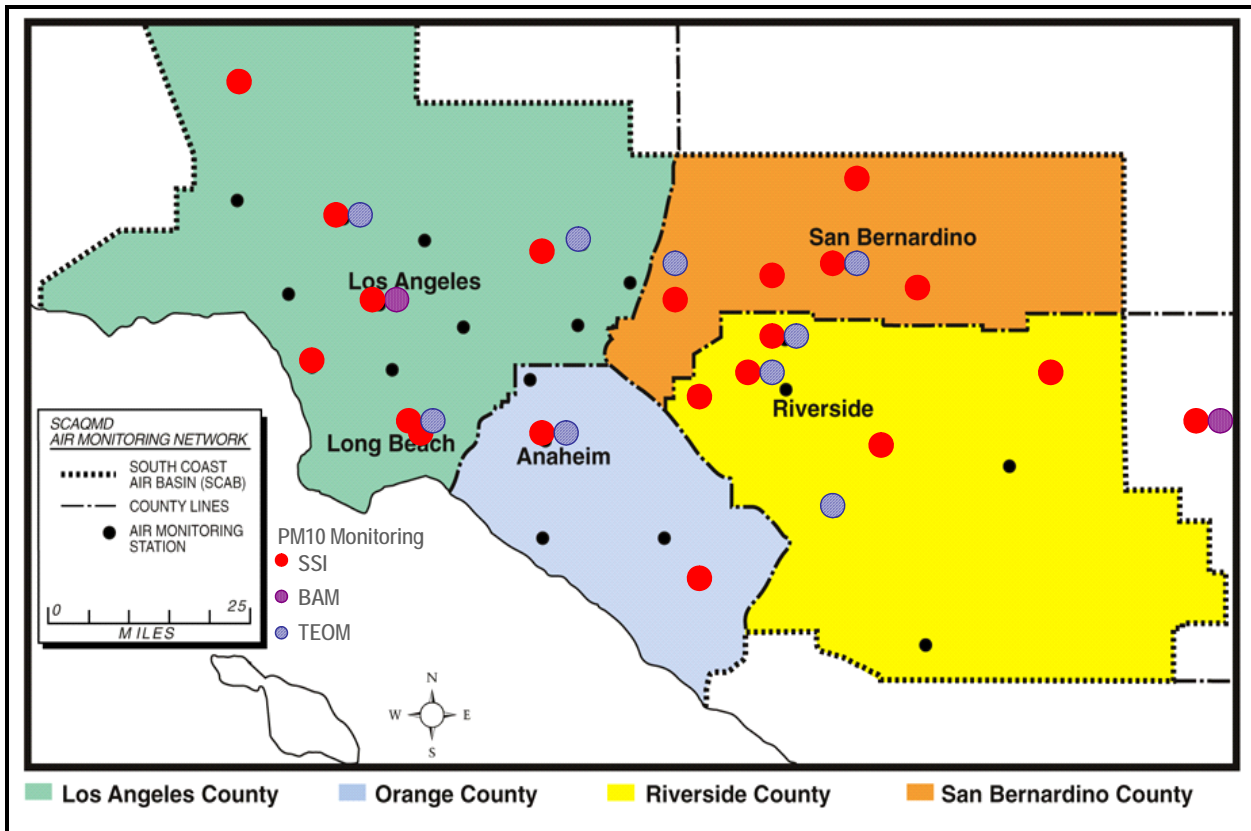 San Bernardino
Los Angeles
Riverside
Long Beach
Anaheim
SCAQMD
AIR MONITORING NETWORK
SOUTH COAST
AIR BASIN (SCAB)
COUNTY LINES
AIR MONITORING
STATION
0 25
MILES
PM10 Monitoring
SSI
BAM
TEOM
N
W E
S
Los Angeles County Orange County Riverside County San Bernardino County